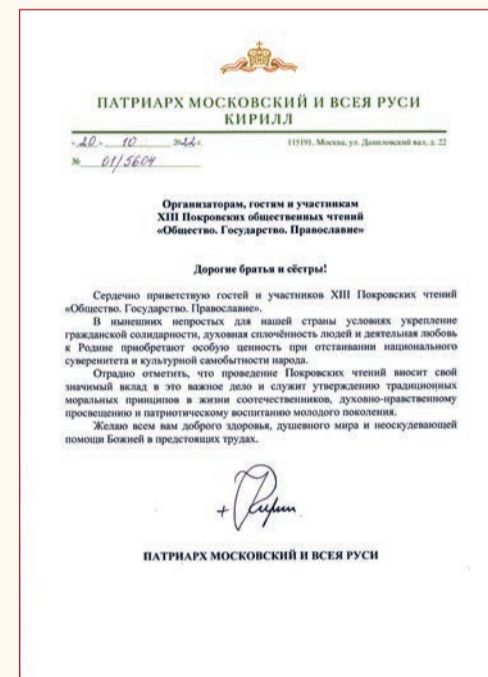 ПАТРИАРХ МОСКОВСКИЙ И ВСЕЯ РУСИ
КИРИЛЛ
«20» 10 2022 г.
115191, Москва, ул. Даниловский вал, д. 22
№ 01/5604
Организаторам, гостям и участникам
XIII Покровских общественных чтений
«Общество. Государство. Православие»
Дорогие братья и сёстры!
Сердечно приветствую гостей и участников XIII Покровских чтений
«Общество. Государство. Православие».
В нынешних непростых для нашей страны условиях укрепление
гражданской солидарности, духовная сплочённость людей и деятельная любовь
к Родине приобретают особую ценность при отстаивании национального
суверенитета и культурной самобытности народа.
Отрадно отметить, что проведение Покровских чтений вносит свой
значимый вклад в это важное дело и служит утверждению традиционных
моральных принципов в жизни соотечественников, духовно-нравственному
просвещению и патриотическому воспитанию молодого поколения.
Желаю всем вам доброго здоровья, душевного мира и неоскудевающей
помощи Божией в предстоящих трудах.
+ Кирилл
ПАТРИАРХ МОСКОВСКИЙ И ВСЕЯ РУСИ